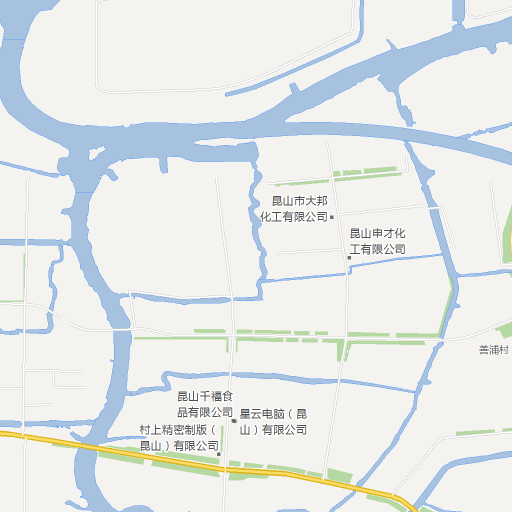 昆山市大邦
化工有限公司
昆山申才化
工有限公司
善浦村
昆山千福食
品有限公司
星云电脑（昆
山）有限公司
村上精密制版（
昆山）有限公司